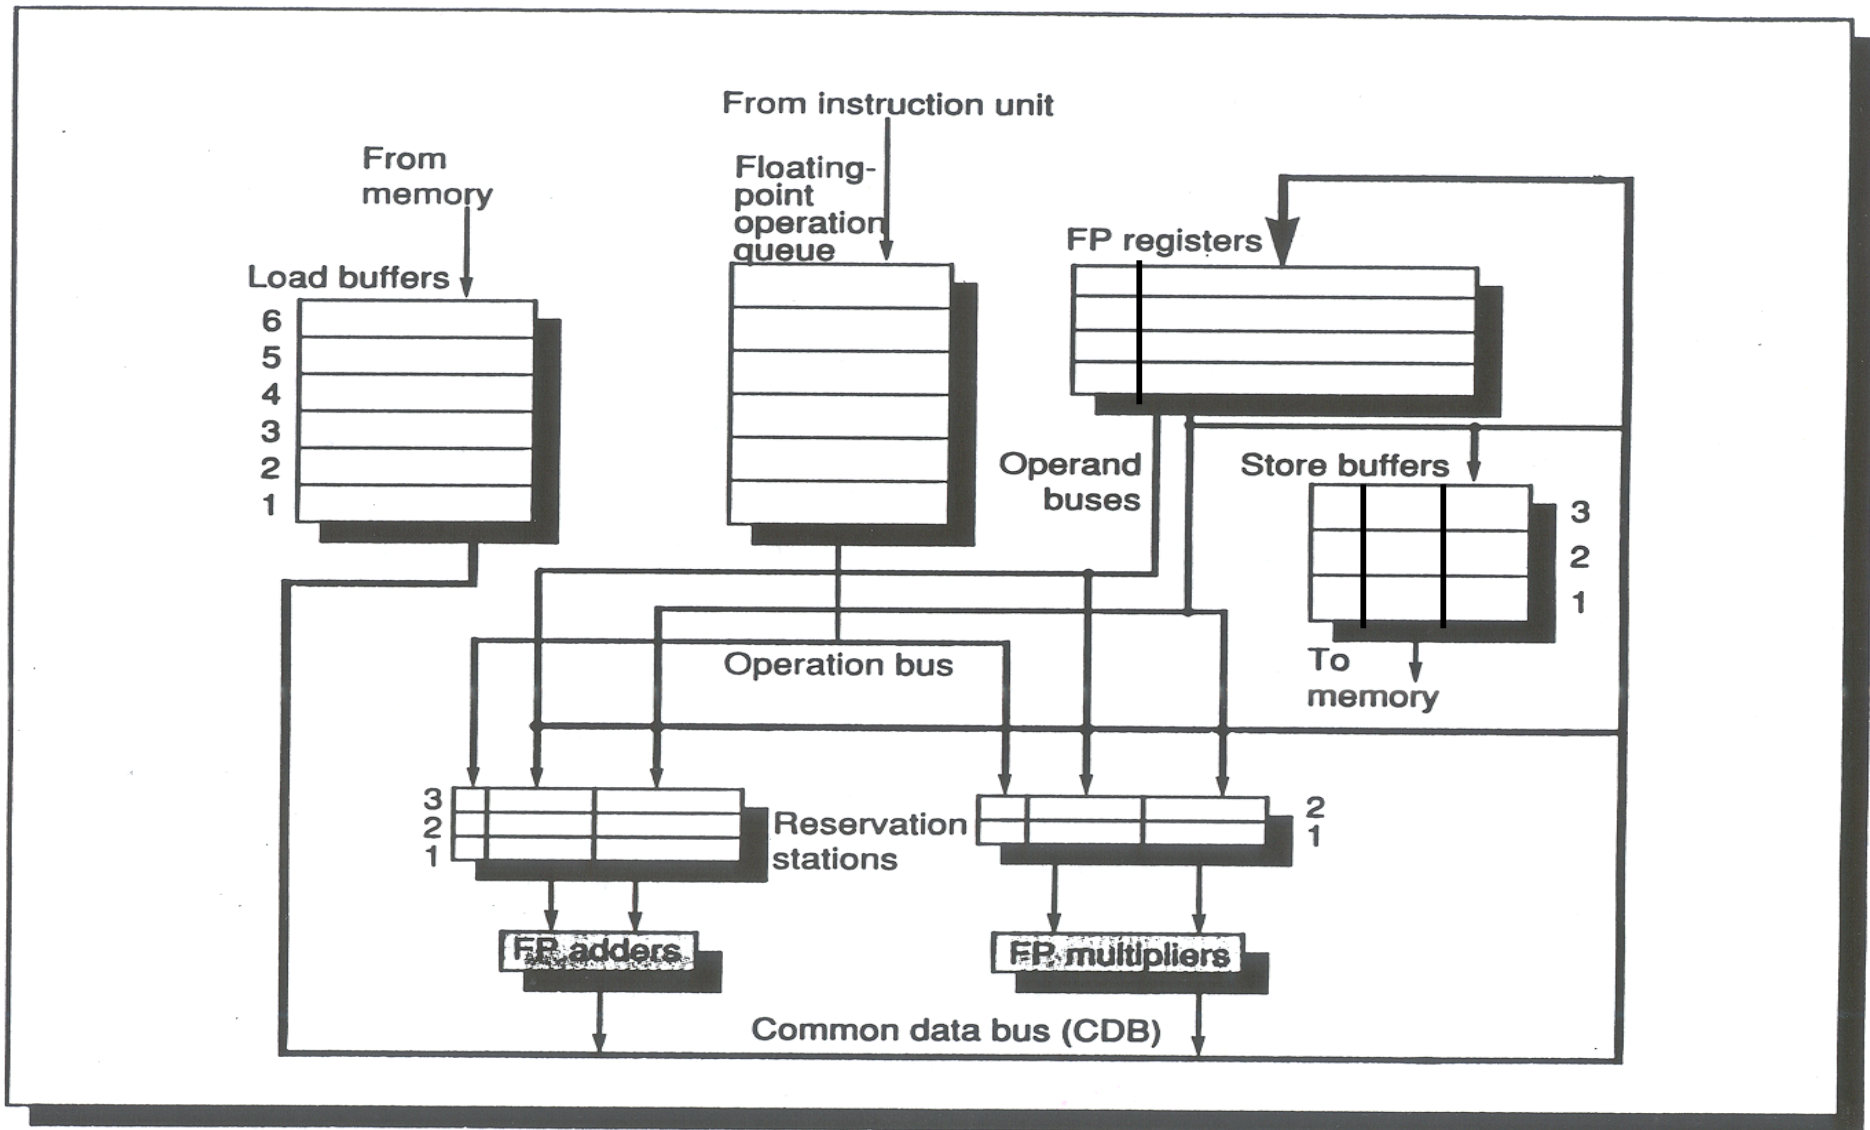 From instruction unit
From
memory
Floating-
point
operation
queue
FP registers
Load buffers
6
5
4
3
2
1
Operand
buses
Store buffers
3
2
1
To
memory
Operation bus
3
2
1
Reservation
stations
2
1
FP adders
FP multipliers
Common data bus (CDB)